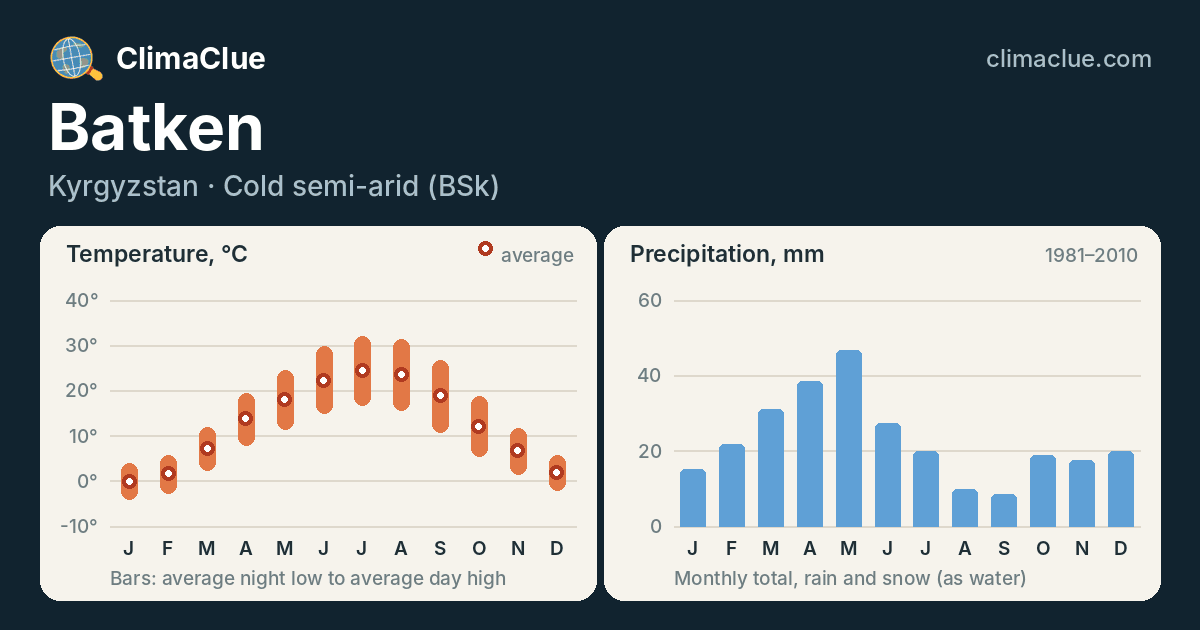 ClimaClue
climaclue.com
Batken
Kyrgyzstan · Cold semi-arid (BSk)
Temperature, °C
average
40°
30°
20°
10°
0°
-10°
J F M A M J J A S O N D
Bars: average night low to average day high
Precipitation, mm
1981–2010
60
40
20
0
J F M A M J J A S O N D
Monthly total, rain and snow (as water)